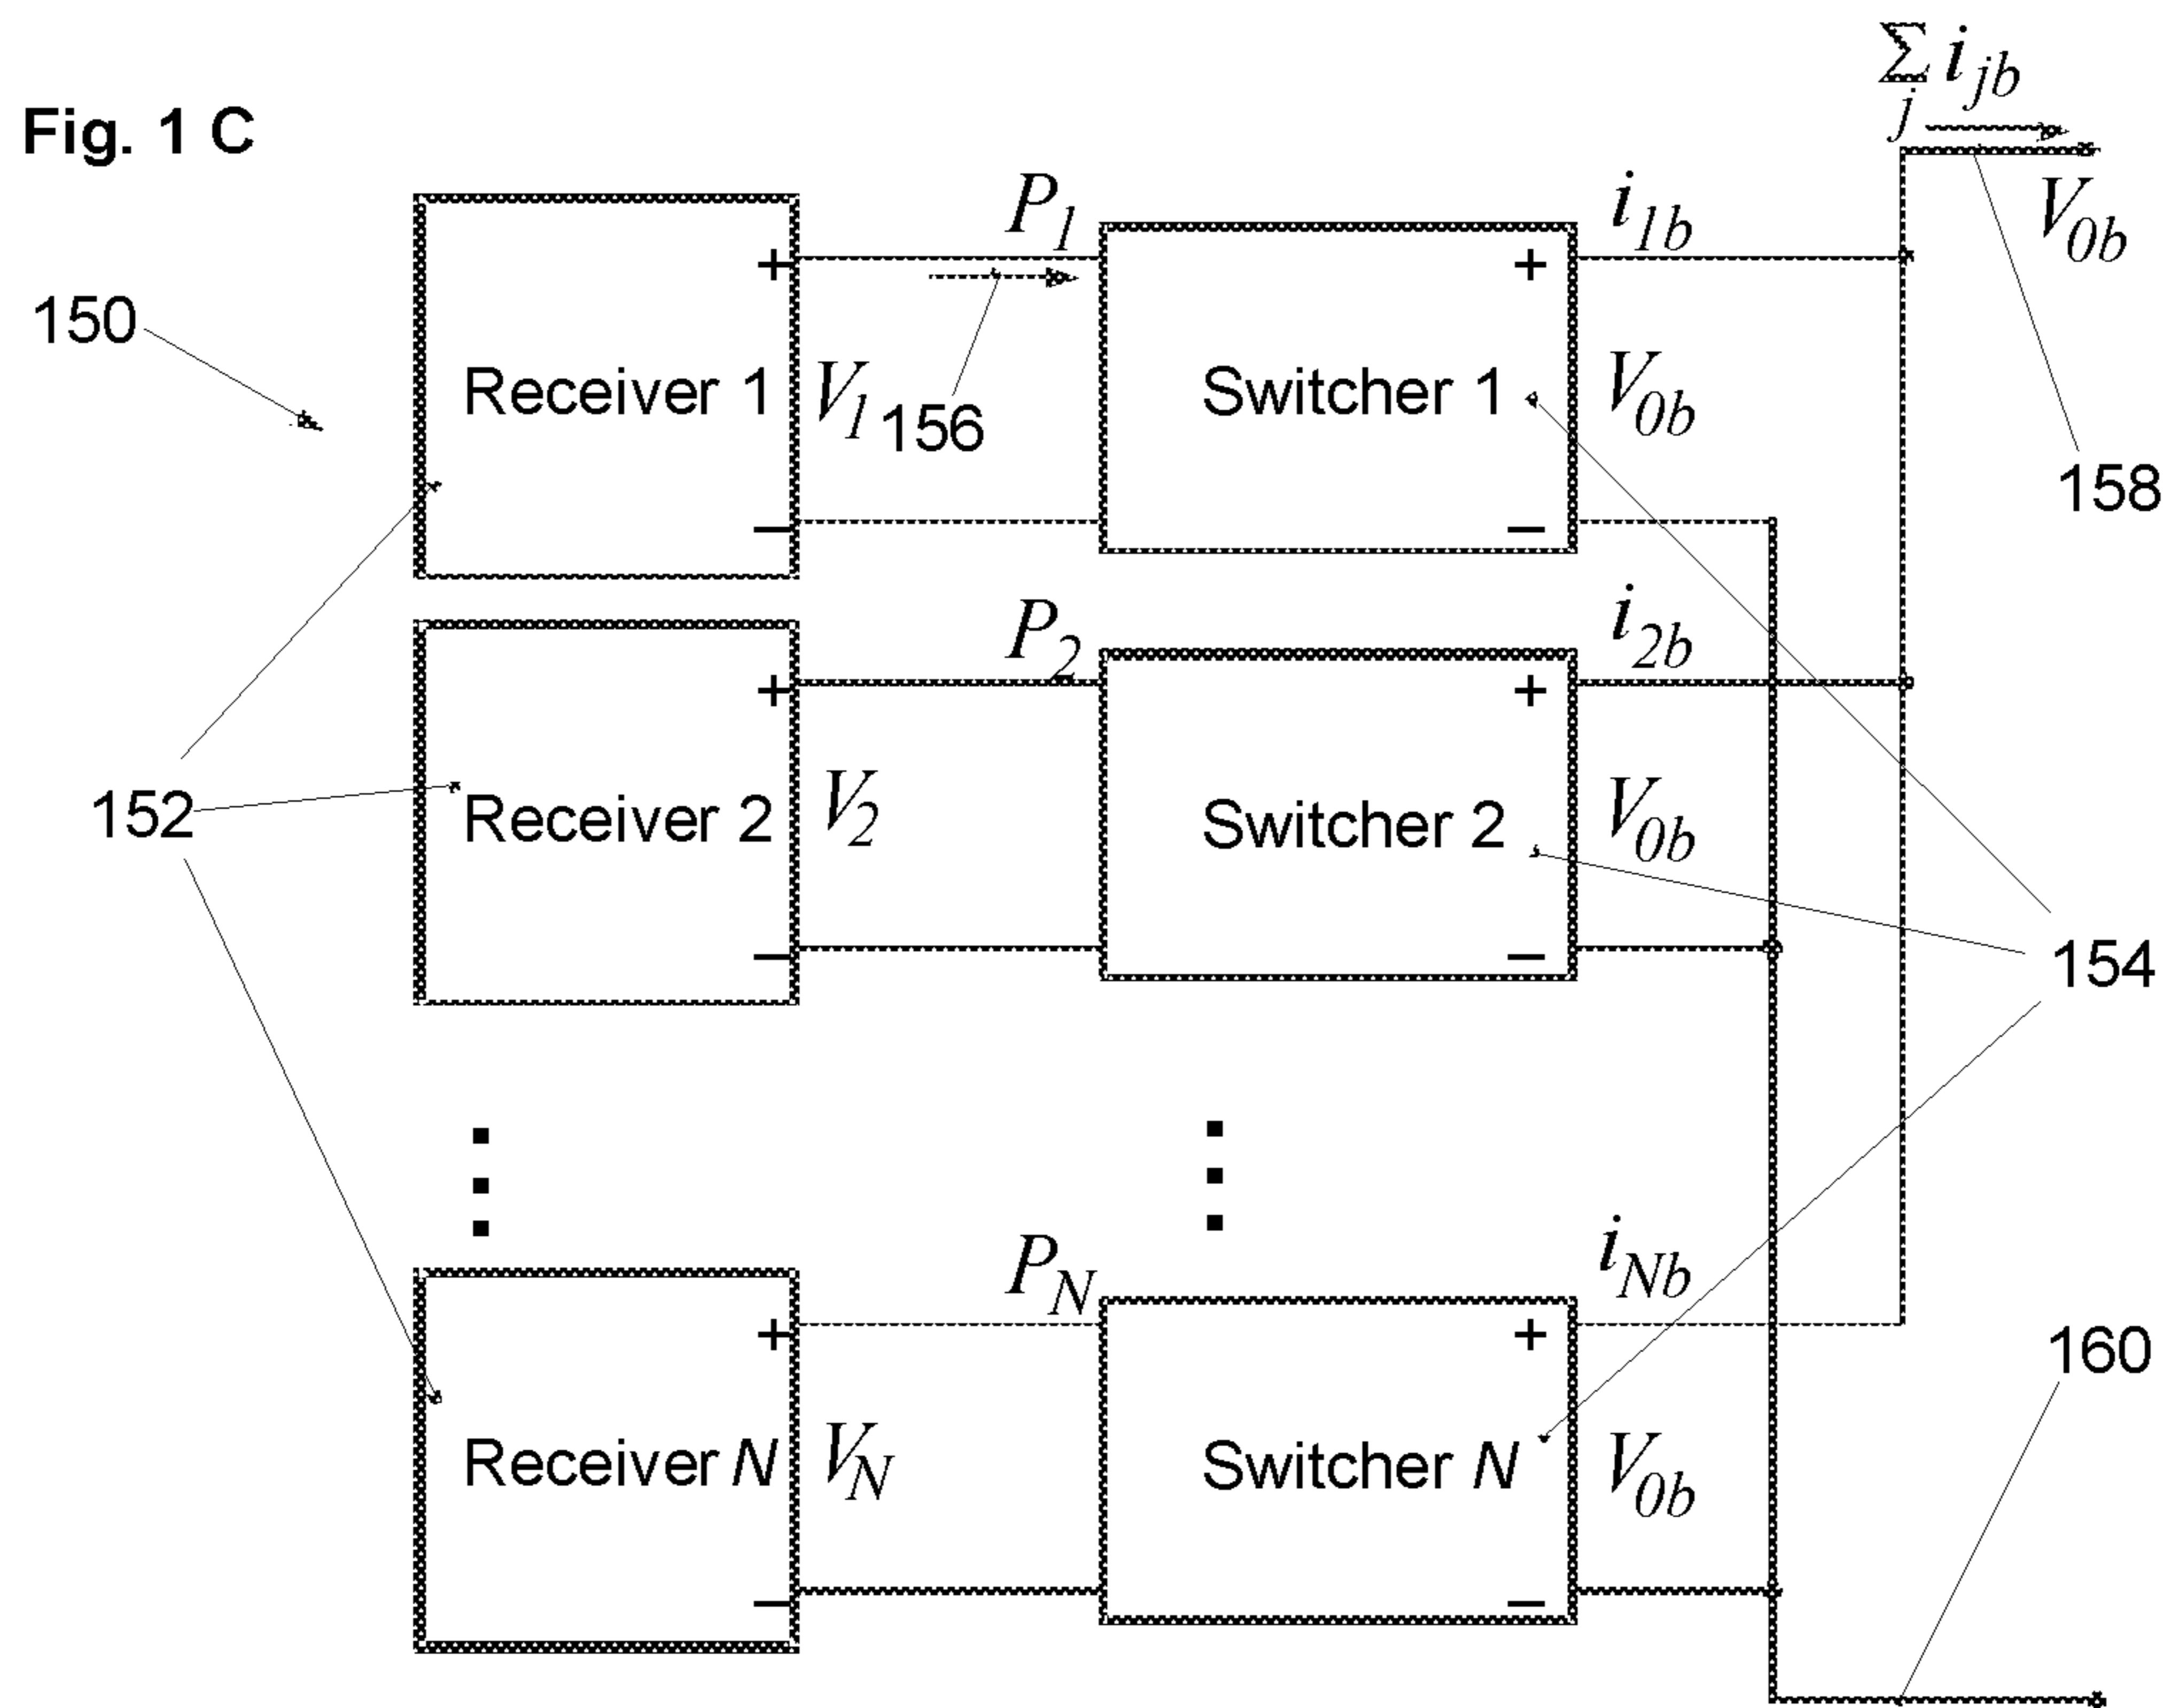 Fig. 1 C
∑ i_jb
j
V_0b
P_1
i_1b
+
+
150
Receiver 1
V_1
156
Switcher 1
V_0b
158
–
–
P_2
i_2b
+
+
152
Receiver 2
V_2
Switcher 2
V_0b
154
–
–
P_N
i_Nb
+
+
160
Receiver N
V_N
Switcher N
V_0b
–
–